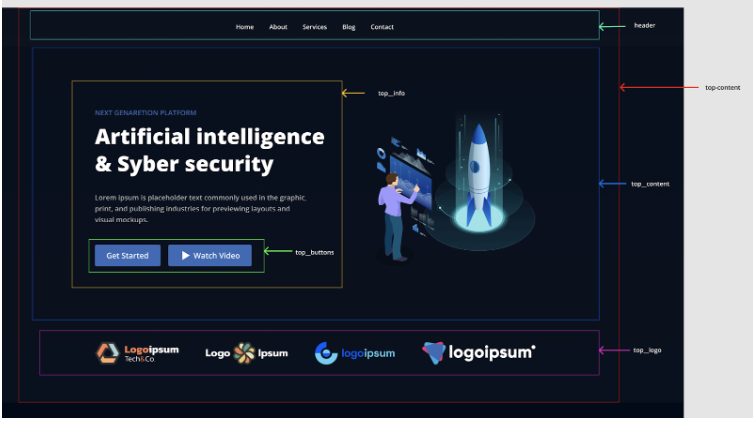 Home About Services Blog Contact
header
top-content
top__info
NEXT GENARETION PLATFORM
Artificial intelligence
& Syber security
Lorem ipsum is placeholder text commonly used in the graphic,
print, and publishing industries for previewing layouts and
visual mockups.
top__content
Get Started
Watch Video
top__buttons
Logoipsum
Tech&Co.
Logo Ipsum
logoipsum
logoipsum
top__logo